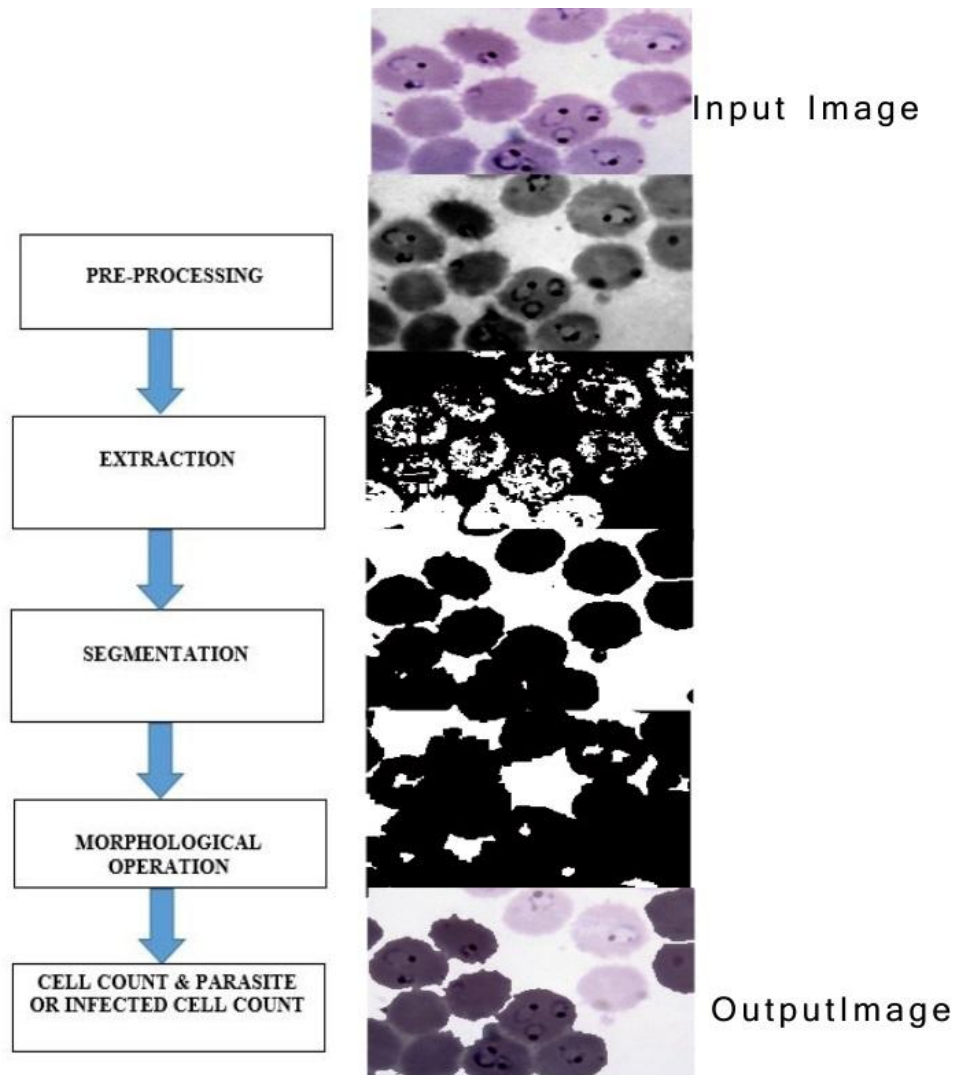 Input Image
PRE-PROCESSING
EXTRACTION
SEGMENTATION
MORPHOLOGICAL
OPERATION
CELL COUNT & PARASITE
OR INFECTED CELL COUNT
OutputImage